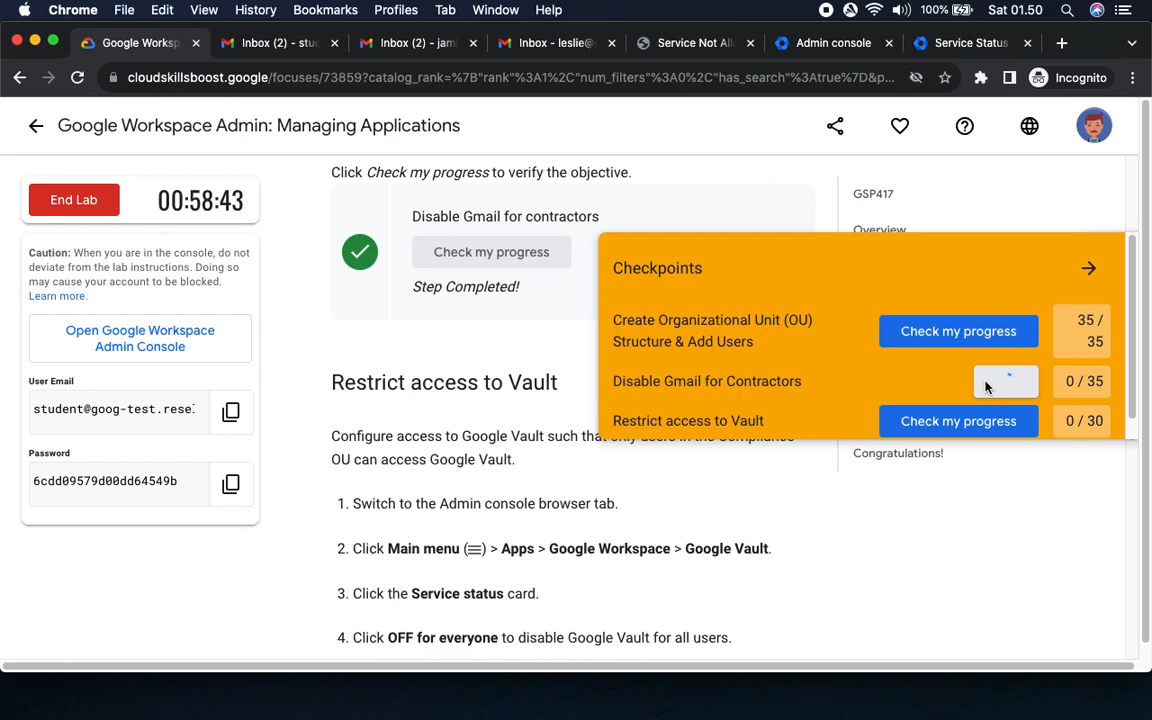 Chrome File Edit View History Bookmarks Profiles Tab Window Help 100% Sat 01.50
Google Worksp Inbox (2) - stuc Inbox (2) - jami Inbox - leslie@ Service Not All Admin console Service Status
cloudskillsboost.google/focuses/73859?catalog_rank=%7B"rank"%3A1%2C"num_filters"%3A0%2C"has_search"%3Atrue%7D&p... Incognito
Google Workspace Admin: Managing Applications
End Lab 00:58:43
Caution: When you are in the console, do not
deviate from the lab instructions. Doing so
may cause your account to be blocked.
Learn more.
Open Google Workspace
Admin Console
User Email
student@goog-test.rese
Password
6cdd09579d00dd64549b
Click Check my progress to verify the objective.
Disable Gmail for contractors
Check my progress
Step Completed!
Restrict access to Vault
Configure access to Google Vault such that only users in the Compliance
OU can access Google Vault.
1. Switch to the Admin console browser tab.
2. Click Main menu (≡) > Apps > Google Workspace > Google Vault.
3. Click the Service status card.
4. Click OFF for everyone to disable Google Vault for all users.
GSP417
Overview
Checkpoints
Create Organizational Unit (OU)
Structure & Add Users
Check my progress
35 /
35
Disable Gmail for Contractors
0 / 35
Restrict access to Vault
Check my progress
0 / 30
Congratulations!